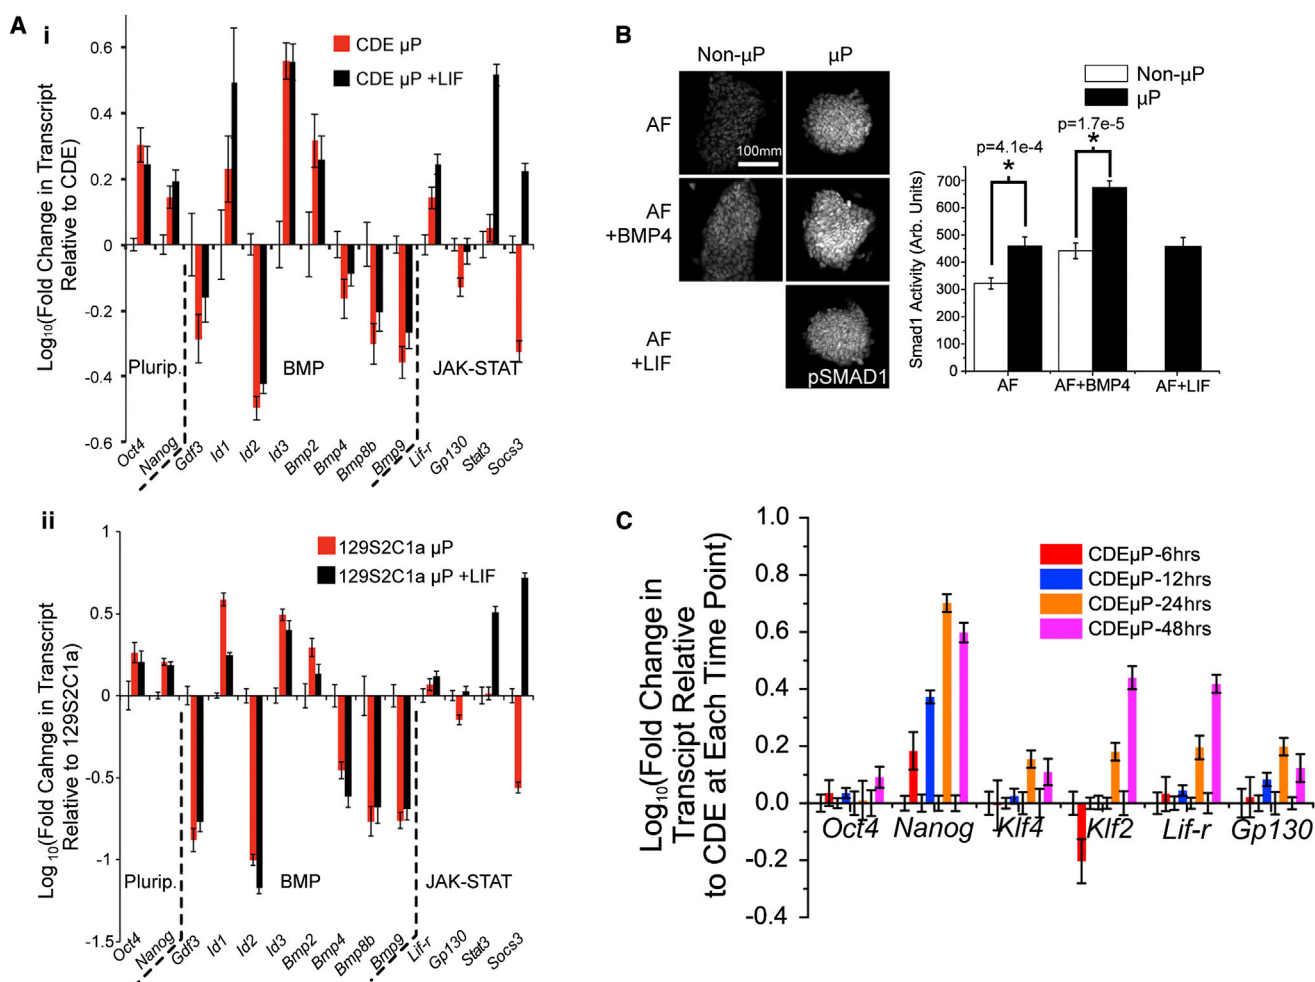 A
i
CDE µP
CDE µP +LIF
Log₁₀(Fold Change in Transcript
Relative to CDE)
0.6
0.4
0.2
0
-0.2
-0.4
-0.6
Plurip.
BMP
JAK-STAT
Oct4
Nanog
Gdf3
Id1
Id2
Id3
Bmp2
Bmp4
Bmp8b
Bmp9
Lif-r
Gp130
Stat3
Socs3
ii
129S2C1a µP
129S2C1a µP +LIF
Log ₁₀(Fold Cahnge in Transcript
Relative to 129S2C1a)
1
0.5
0
-0.5
-1
-1.5
Plurip.
BMP
JAK-STAT
Oct4
Nanog
Gdf3
Id1
Id2
Id3
Bmp2
Bmp4
Bmp8b
Bmp9
Lif-r
Gp130
Stat3
Socs3
B
Non-µP
µP
AF
100mm
AF
+BMP4
AF
+LIF
pSMAD1
Non-µP
µP
p=4.1e-4
p=1.7e-5
*
*
Smad1 Activity (Arb. Units)
700
600
500
400
300
200
100
0
AF
AF+BMP4
AF+LIF
C
Log₁₀(Fold Change in
Transcipt Relative
to CDE at Each Time Point)
1.0
0.8
0.6
0.4
0.2
0.0
-0.2
-0.4
CDEµP-6hrs
CDEµP-12hrs
CDEµP-24hrs
CDEµP-48hrs
Oct4
Nanog
Klf4
Klf2
Lif-r
Gp130